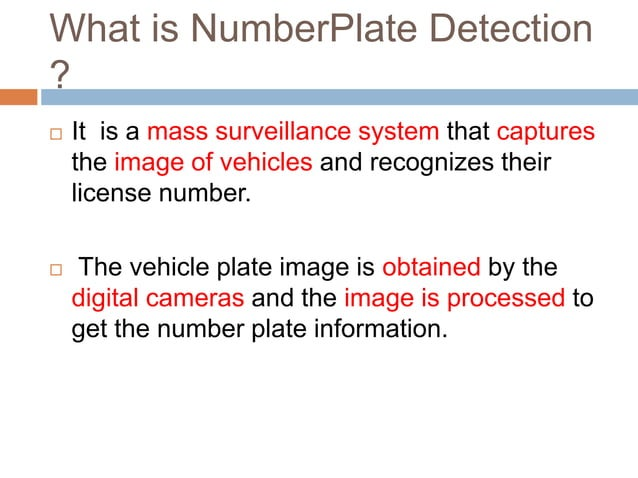 What is NumberPlate Detection
?
It is a mass surveillance system that captures
the image of vehicles and recognizes their
license number.
The vehicle plate image is obtained by the
digital cameras and the image is processed to
get the number plate information.